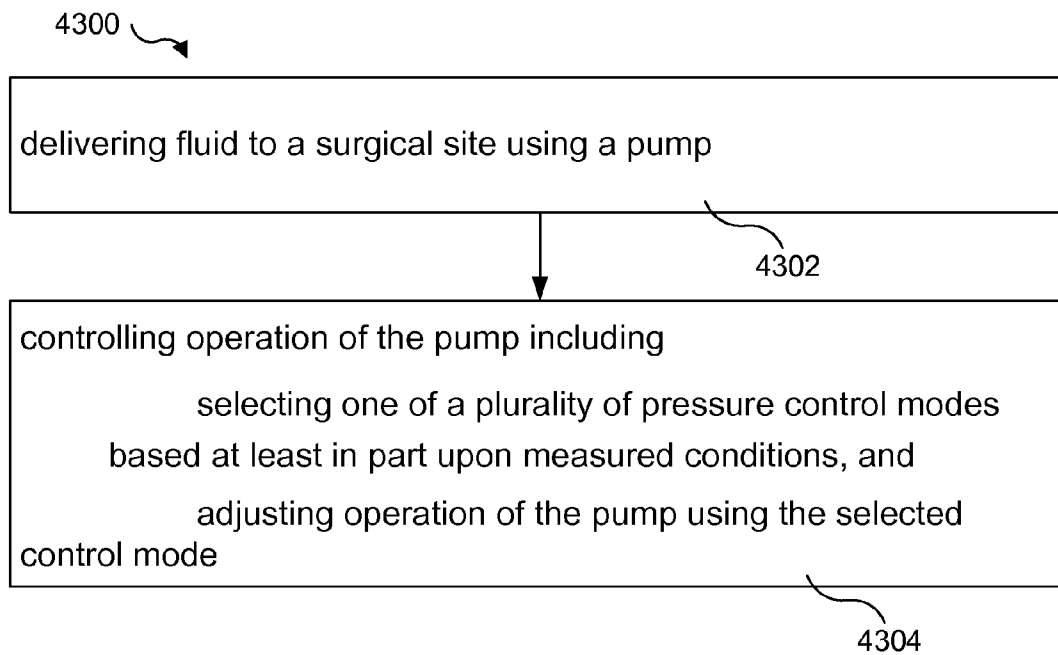 4300
delivering fluid to a surgical site using a pump
4302
controlling operation of the pump including
selecting one of a plurality of pressure control modes
based at least in part upon measured conditions, and
adjusting operation of the pump using the selected
control mode
4304